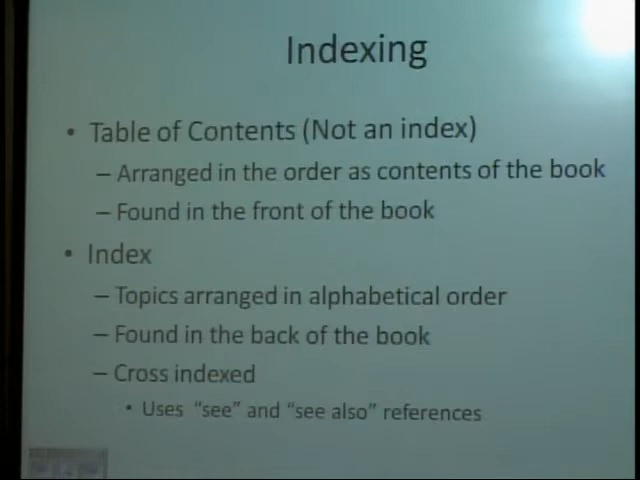 Indexing
• Table of Contents (Not an index)
– Arranged in the order as contents of the book
– Found in the front of the book
• Index
– Topics arranged in alphabetical order
– Found in the back of the book
– Cross indexed
• Uses “see” and “see also” references